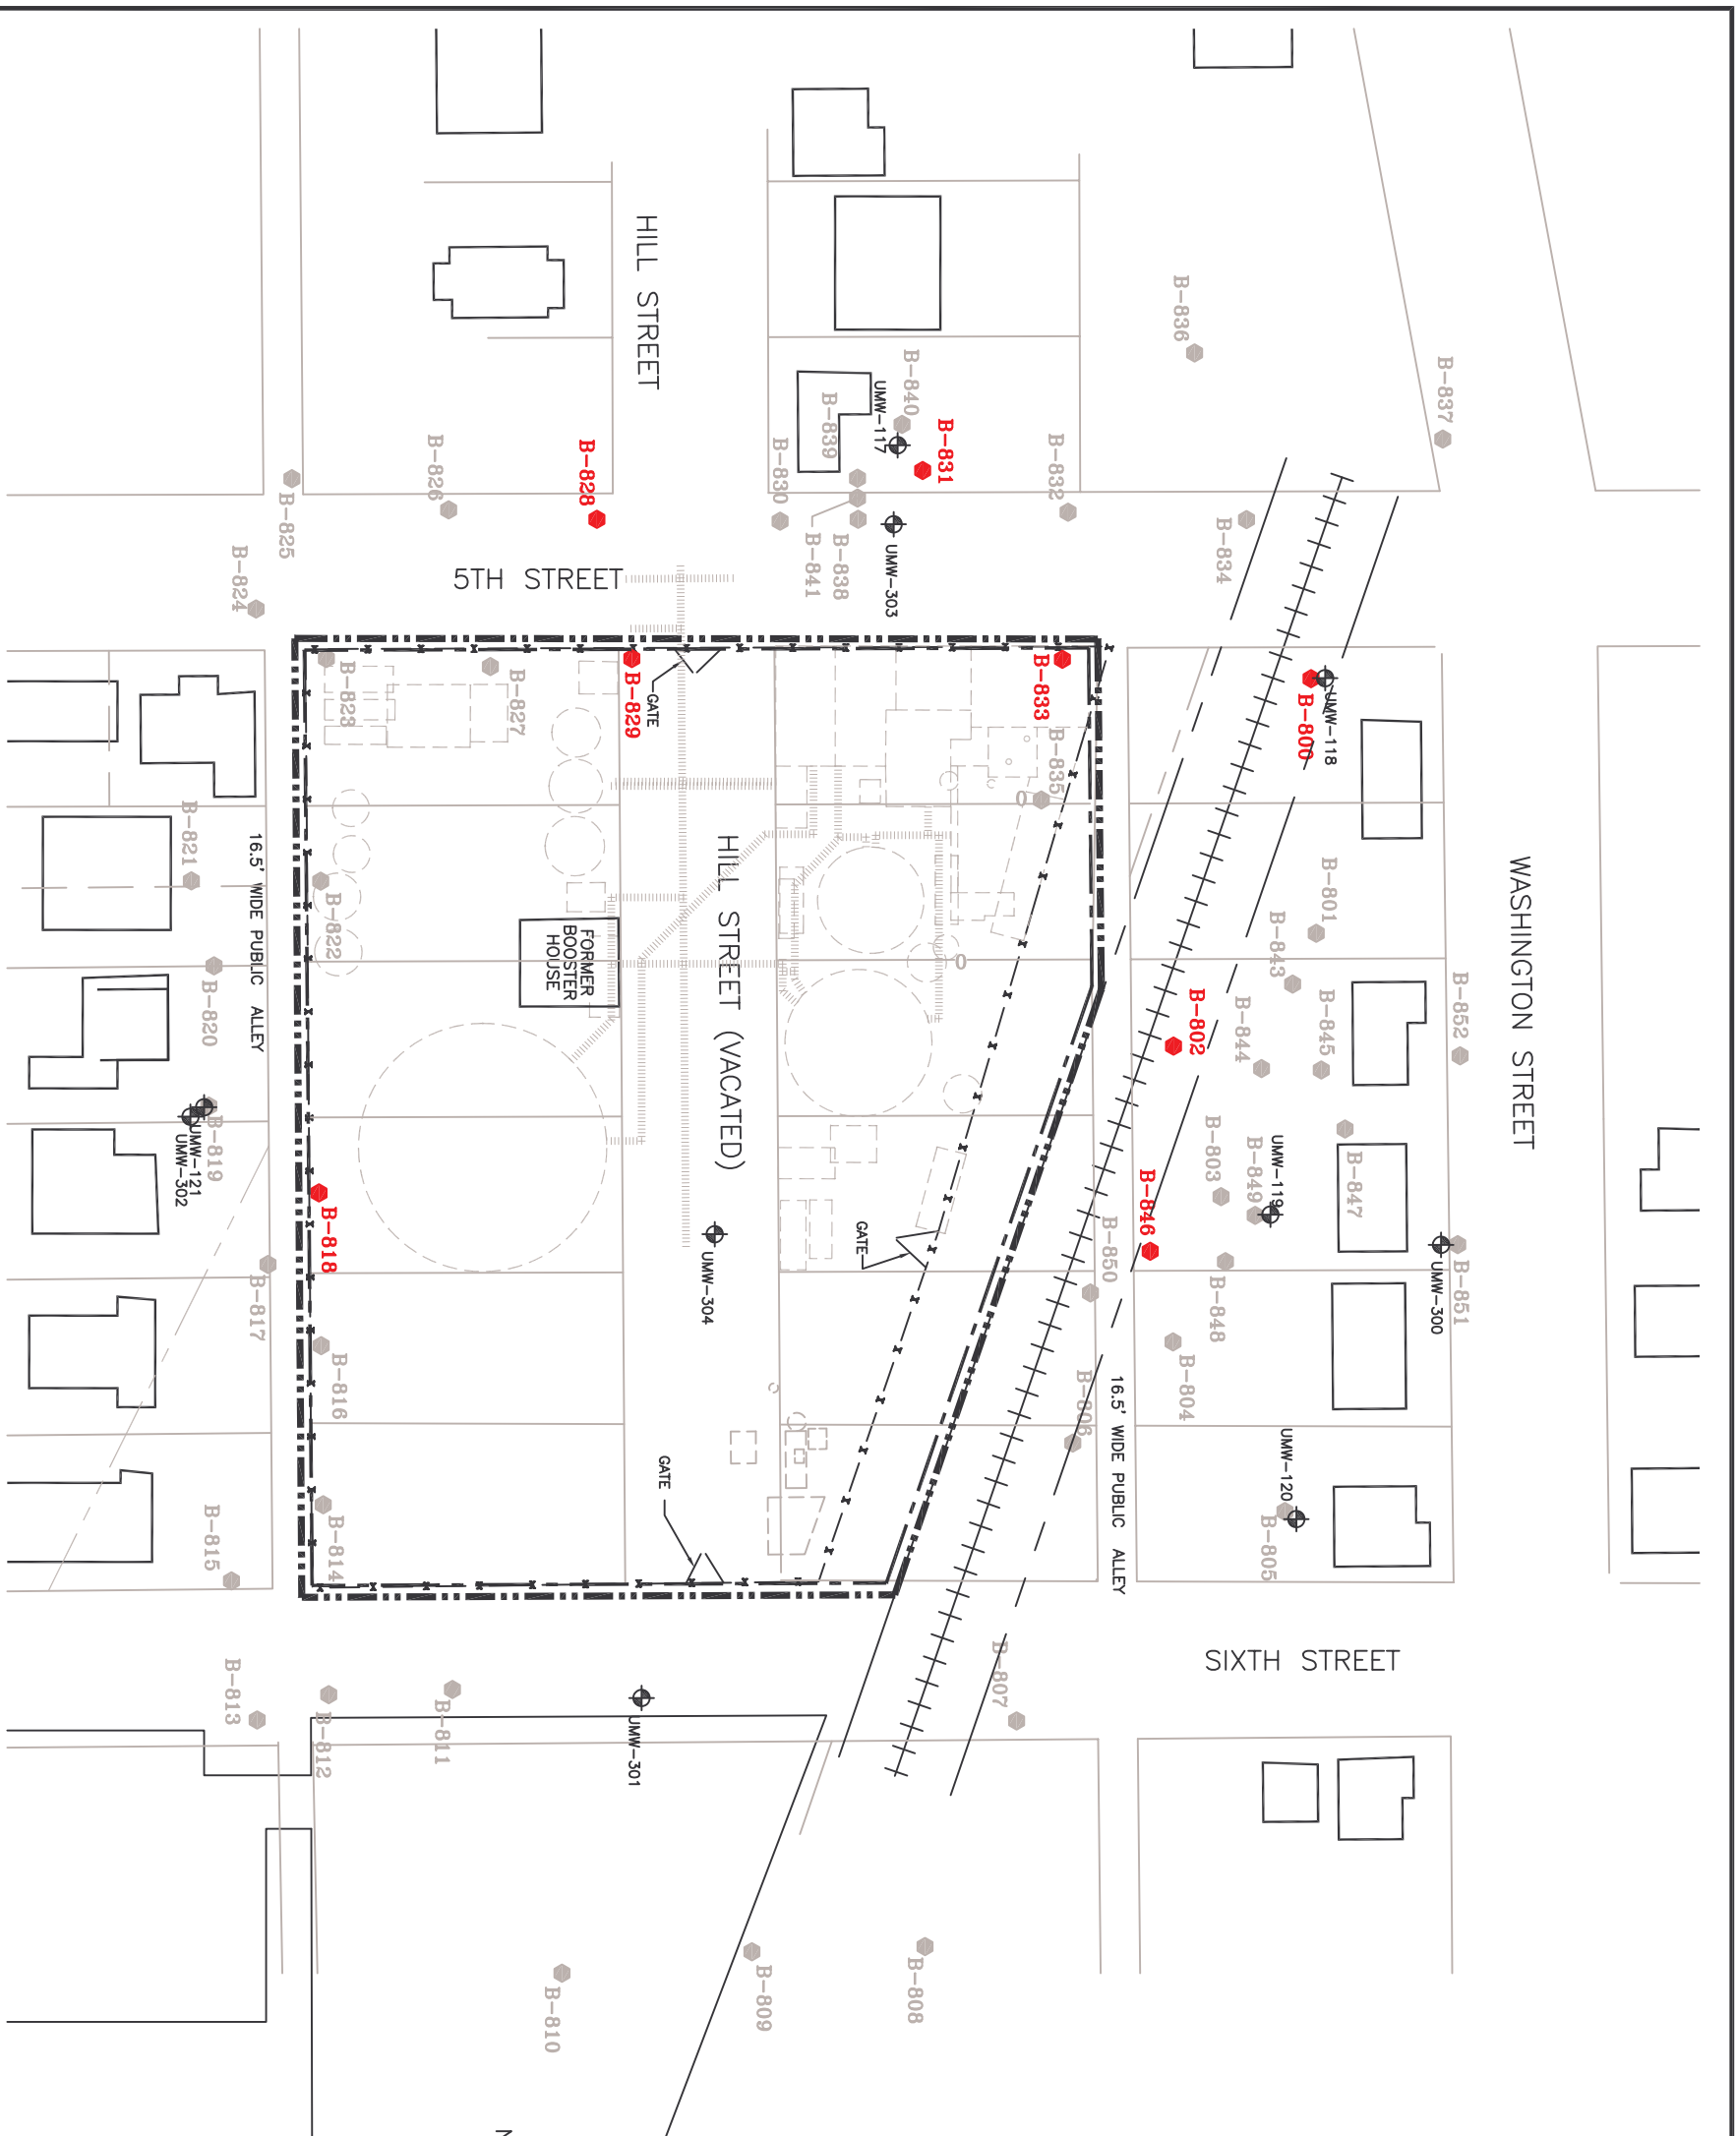 WASHINGTON STREET
HILL STREET
5TH STREET
HILL STREET (VACATED)
SIXTH STREET
16.5' WIDE PUBLIC ALLEY
16.5' WIDE PUBLIC ALLEY
FORMER
BOOSTER
HOUSE
GATE
GATE
GATE
B-836
B-837
B-840
B-839
UMW-117
B-831
B-832
B-830
B-828
B-826
B-825
B-824
B-841
B-838
UMW-303
B-834
B-823
B-827
B-829
B-833
B-835
B-800
UMW-118
B-821
B-822
B-820
B-801
B-843
B-802
B-844
B-845
B-852
UMW-121
UMW-302
B-819
B-818
B-817
B-816
UMW-304
B-846
B-803
B-849
UMW-119
B-847
B-850
B-848
UMW-300
B-851
B-804
B-806
UMW-120
B-805
B-815
B-814
B-813
B-812
B-811
UMW-301
B-807
B-810
B-809
B-808
N